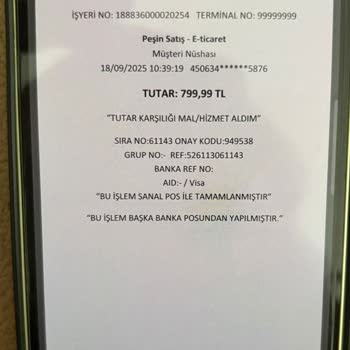 İŞYERİ NO: 188836000020254 TERMİNAL NO: 99999999
Peşin Satış - E-ticaret
Müşteri Nüshası
18/09/2025 10:39:19 450634******5876
TUTAR: 799,99 TL
"TUTAR KARŞILIĞI MAL/HİZMET ALDIM"
SIRA NO:61143 ONAY KODU:949538
GRUP NO:- REF:526113061143
BANKA REF NO:
AID:- / Visa
"BU İŞLEM SANAL POS İLE TAMAMLANMIŞTIR"
"BU İŞLEM BAŞKA BANKA POSUNDAN YAPILMIŞTIR."